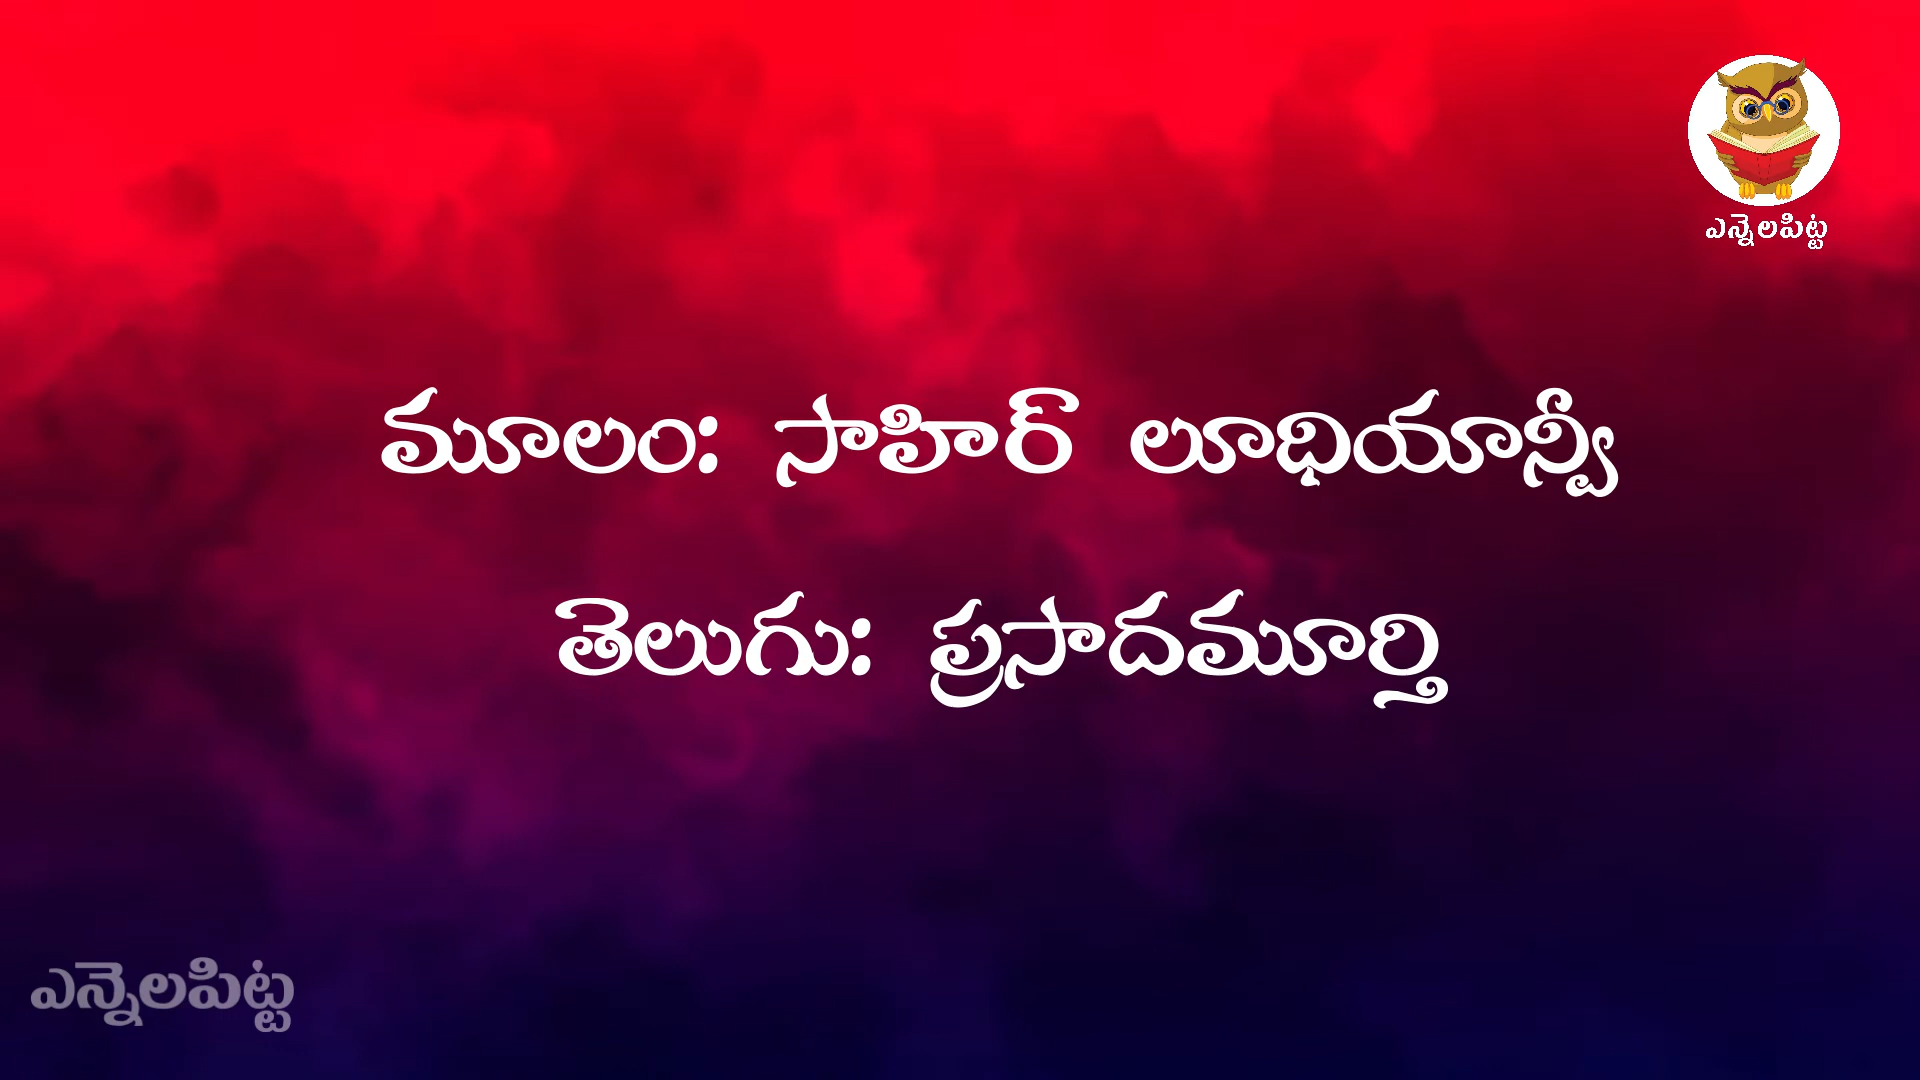 ఎన్నెలపిట్ట
మూలం: సాహిర్ లూధియాన్వీ
తెలుగు: ప్రసాదమూర్తి
ఎన్నెలపిట్ట